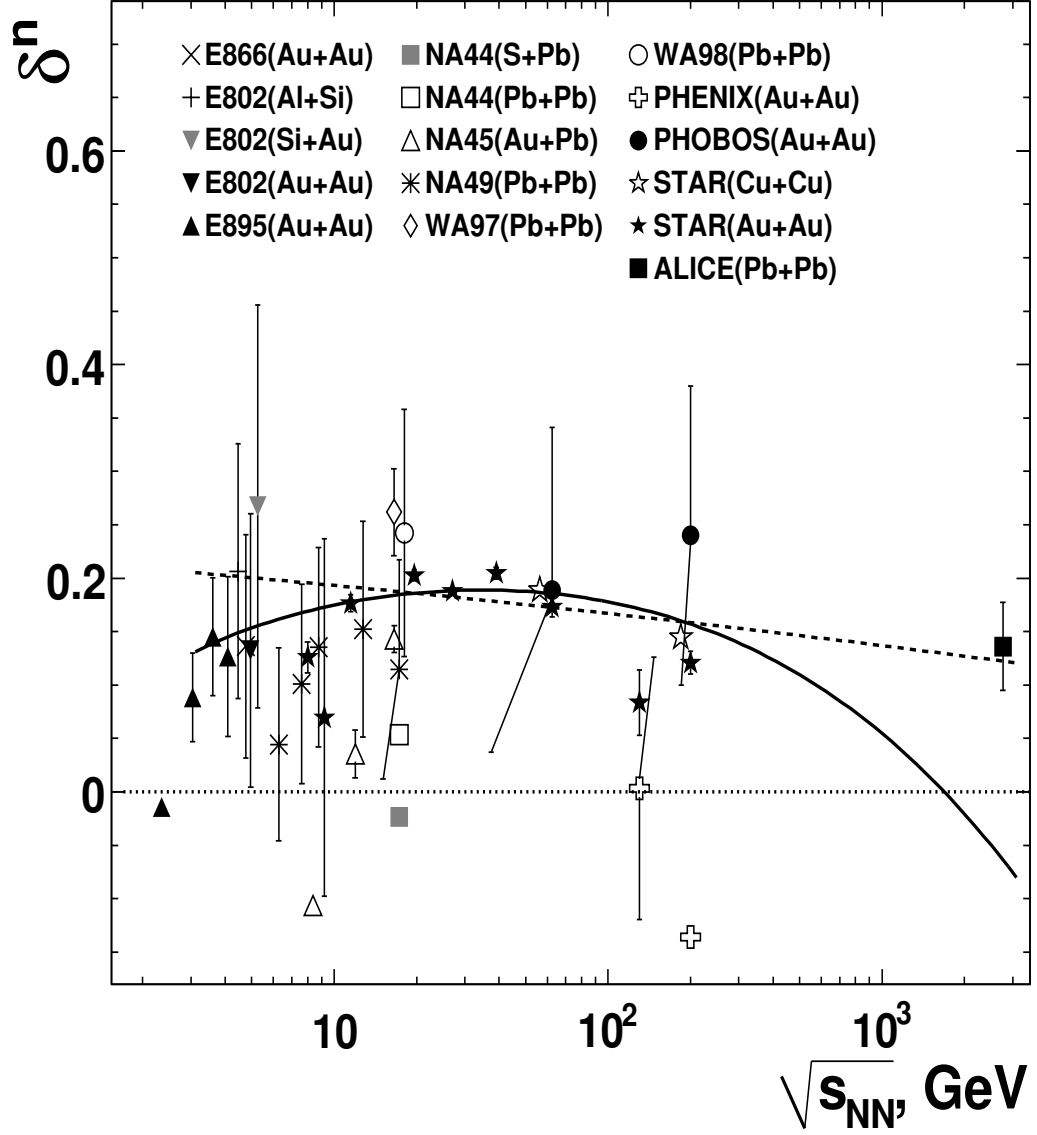 δⁿ
E866(Au+Au)
E802(Al+Si)
E802(Si+Au)
E802(Au+Au)
E895(Au+Au)
NA44(S+Pb)
NA44(Pb+Pb)
NA45(Au+Pb)
NA49(Pb+Pb)
WA97(Pb+Pb)
WA98(Pb+Pb)
PHENIX(Au+Au)
PHOBOS(Au+Au)
STAR(Cu+Cu)
STAR(Au+Au)
ALICE(Pb+Pb)
0.6
0.4
0.2
0
10 10² 10³
√s_NN, GeV